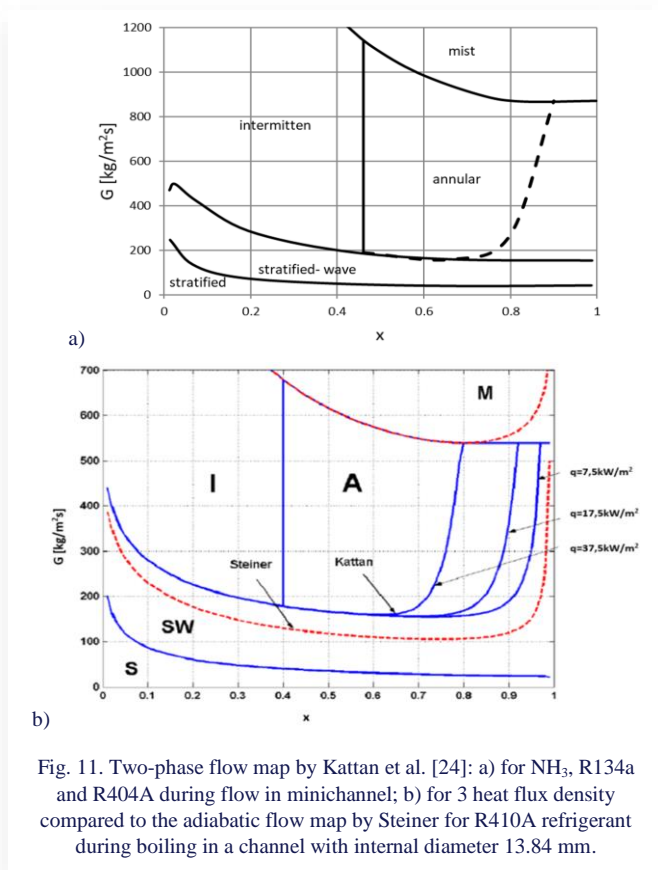 1200
1000
800
600
400
200
0
G [kg/m²s]
mist
intermitten
annular
stratified- wave
stratified
0 0.2 0.4 0.6 0.8 1
x
a)
700
600
500
400
300
200
100
0
G [kg/m²s]
M
I A
q=7,5kW/m²
q=17,5kW/m²
q=37,5kW/m²
Steiner Kattan
SW
S
0 0.1 0.2 0.3 0.4 0.5 0.6 0.7 0.8 0.9 1
x
b)
Fig. 11. Two-phase flow map by Kattan et al. [24]: a) for NH₃, R134a
and R404A during flow in minichannel; b) for 3 heat flux density
compared to the adiabatic flow map by Steiner for R410A refrigerant
during boiling in a channel with internal diameter 13.84 mm.